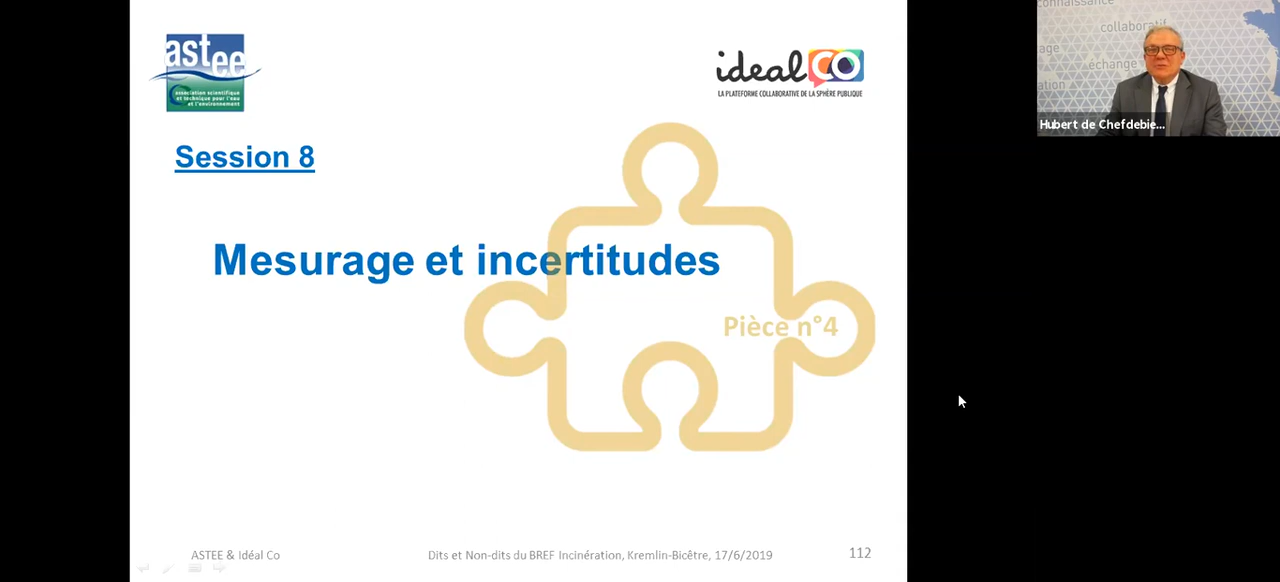 astee
association scientifique
et technique pour l'eau
et l'environnement
idealCO
LA PLATEFORME COLLABORATIVE DE LA SPHÈRE PUBLIQUE
connaissance
collaboratif
échange
Hubert de Chefdebie...
Session 8
Mesurage et incertitudes
Pièce n°4
ASTEE & Idéal Co
Dits et Non-dits du BREF Incinération, Kremlin-Bicêtre, 17/6/2019
112